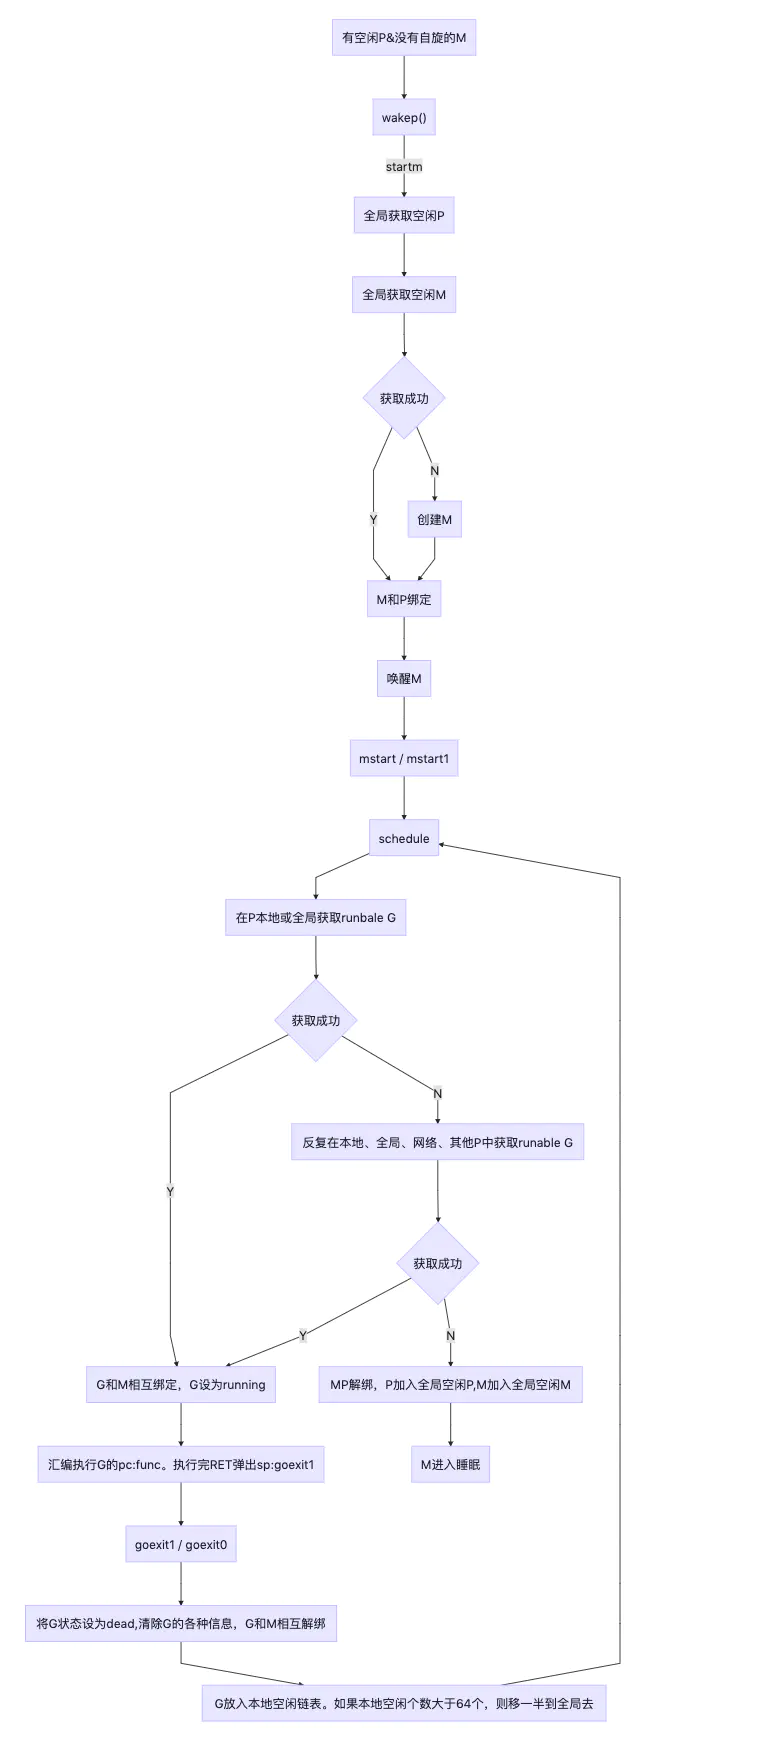 有空闲P&没有自旋的M
wakep()
startm
全局获取空闲P
全局获取空闲M
获取成功
N
Y
创建M
M和P绑定
唤醒M
mstart / mstart1
schedule
在P本地或全局获取runbale G
获取成功
N
反复在本地、全局、网络、其他P中获取runable G
Y
获取成功
Y
N
G和M相互绑定，G设为running
MP解绑，P加入全局空闲P,M加入全局空闲M
汇编执行G的pc:func。执行完RET弹出sp:goexit1
M进入睡眠
goexit1 / goexit0
将G状态设为dead,清除G的各种信息，G和M相互解绑
G放入本地空闲链表。如果本地空闲个数大于64个，则移一半到全局去